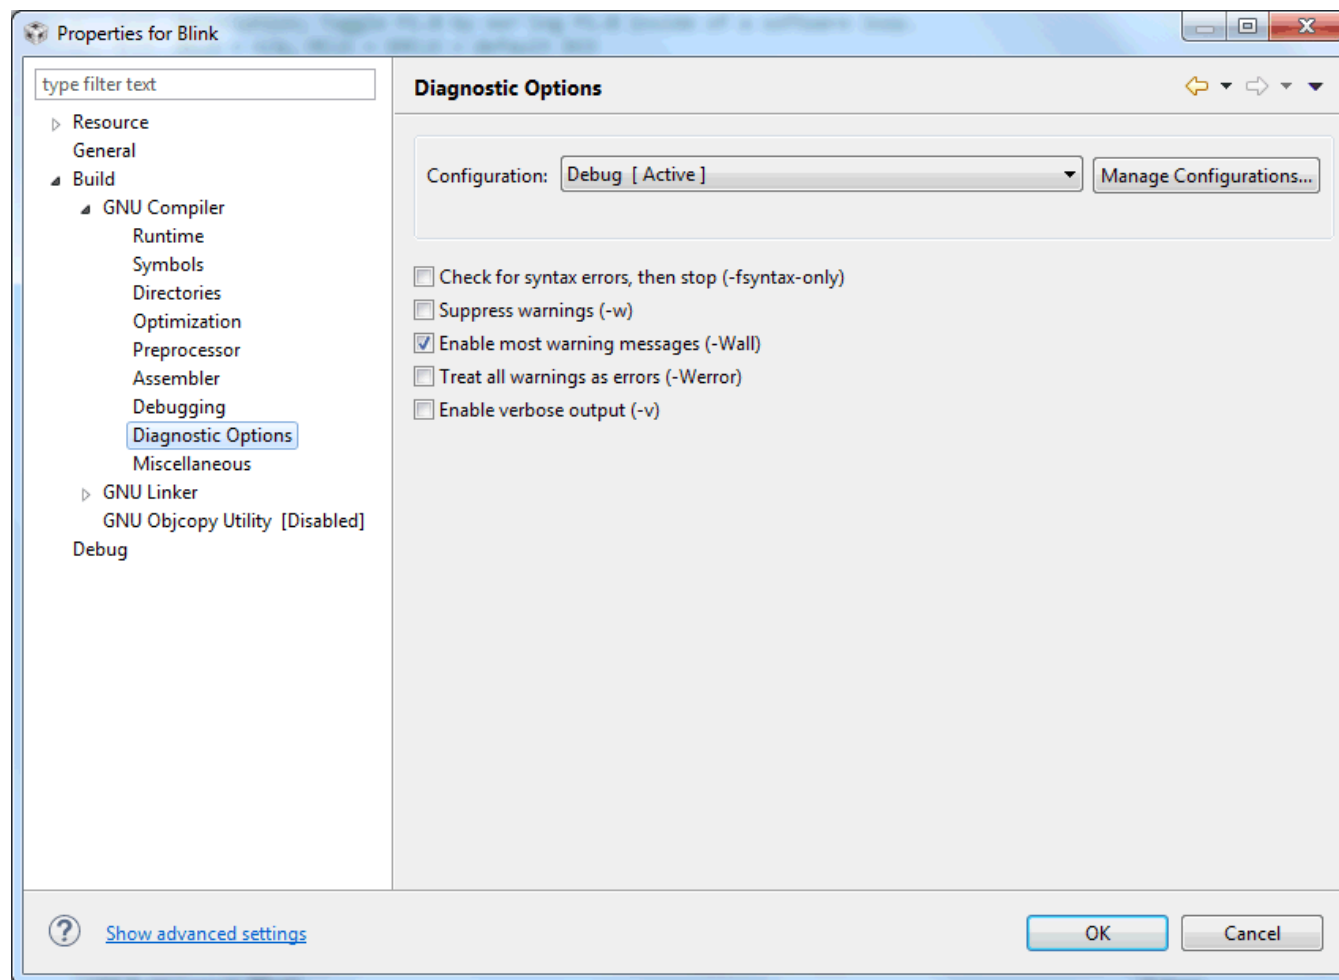 Properties for Blink
type filter text
Resource
General
Build
GNU Compiler
Runtime
Symbols
Directories
Optimization
Preprocessor
Assembler
Debugging
Diagnostic Options
Miscellaneous
GNU Linker
GNU Objcopy Utility [Disabled]
Debug
Diagnostic Options
Configuration: Debug [ Active ] Manage Configurations...
Check for syntax errors, then stop (-fsyntax-only)
Suppress warnings (-w)
Enable most warning messages (-Wall)
Treat all warnings as errors (-Werror)
Enable verbose output (-v)
Show advanced settings
OK Cancel